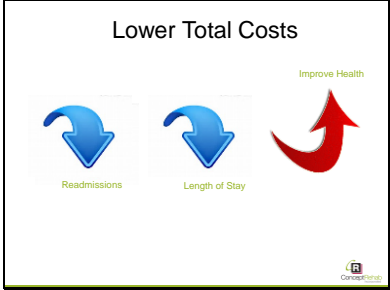 Lower Total Costs
Improve Health
Readmissions
Length of Stay
R
ConceptRehab